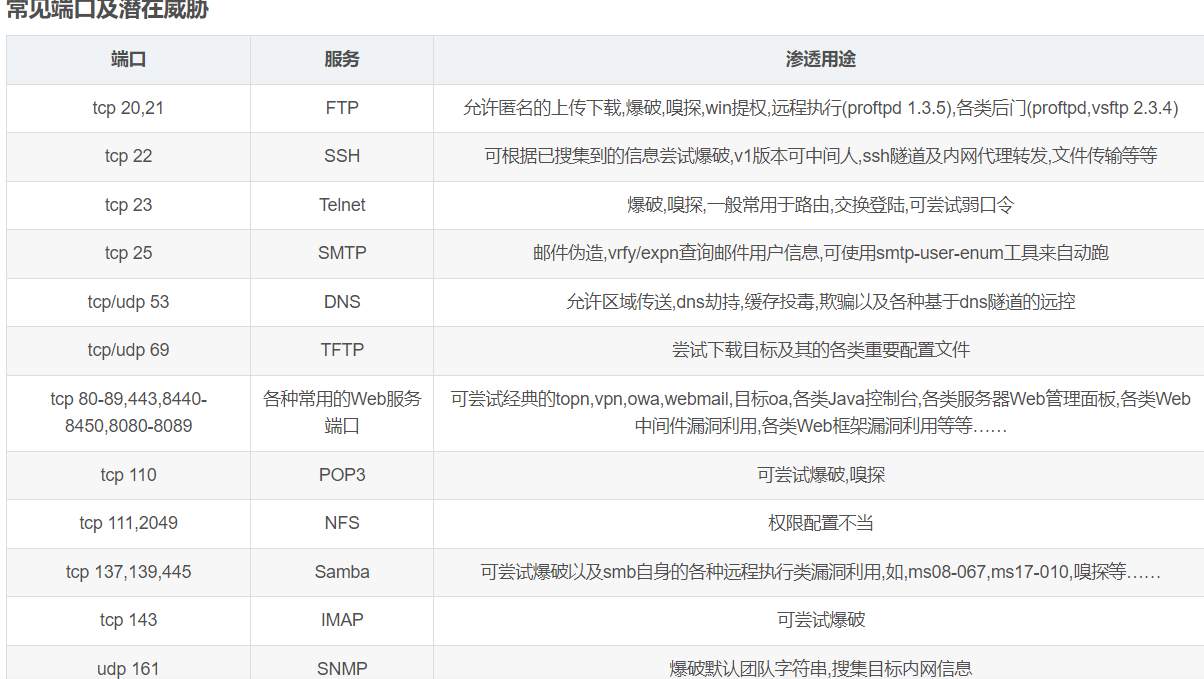 常见端口及潜在威胁
端口 服务 渗透用途
tcp 20,21 FTP 允许匿名的上传下载,爆破,嗅探,win提权,远程执行(proftpd 1.3.5),各类后门(proftpd,vsftp 2.3.4)
tcp 22 SSH 可根据已搜集到的信息尝试爆破,v1版本可中间人,ssh隧道及内网代理转发,文件传输等等
tcp 23 Telnet 爆破,嗅探,一般常用于路由,交换登陆,可尝试弱口令
tcp 25 SMTP 邮件伪造,vrfy/expn查询邮件用户信息,可使用smtp-user-enum工具来自动跑
tcp/udp 53 DNS 允许区域传送,dns劫持,缓存投毒,欺骗以及各种基于dns隧道的远控
tcp/udp 69 TFTP 尝试下载目标及其的各类重要配置文件
tcp 80-89,443,8440- 各种常用的Web服务 可尝试经典的topn,vpn,owa,webmail,目标oa,各类Java控制台,各类服务器Web管理面板,各类Web
8450,8080-8089 端口 中间件漏洞利用,各类Web框架漏洞利用等等……
tcp 110 POP3 可尝试爆破,嗅探
tcp 111,2049 NFS 权限配置不当
tcp 137,139,445 Samba 可尝试爆破以及smb自身的各种远程执行类漏洞利用,如,ms08-067,ms17-010,嗅探等……
tcp 143 IMAP 可尝试爆破
udp 161 SNMP 爆破默认团队字符串,搜集目标内网信息